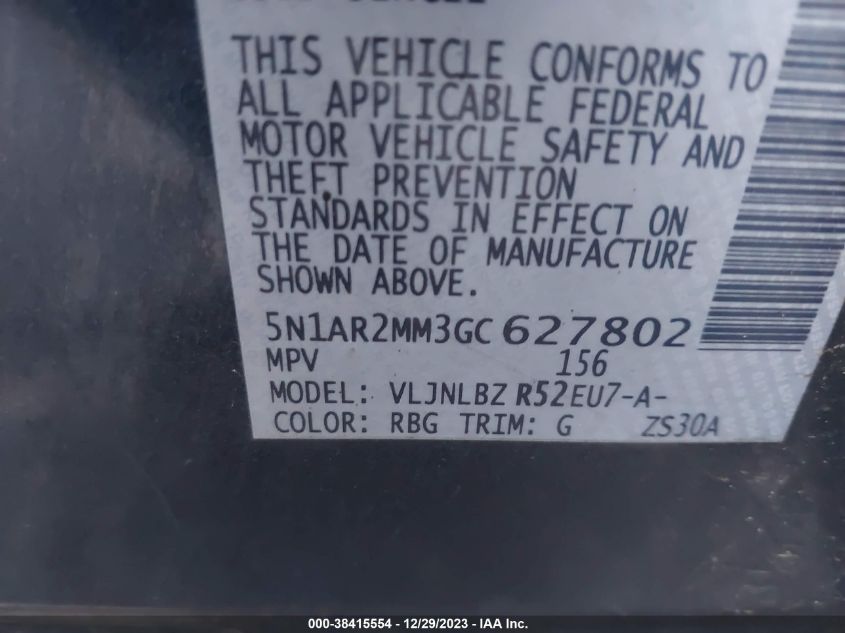 THIS VEHICLE CONFORMS TO
ALL APPLICABLE FEDERAL
MOTOR VEHICLE SAFETY AND
THEFT PREVENTION
STANDARDS IN EFFECT ON
THE DATE OF MANUFACTURE
SHOWN ABOVE.
5N1AR2MM3GC 627802
MPV 156
MODEL: VLJNLBZ R52EU7-A-
COLOR: RBG TRIM: G ZS30A
000-38415554 - 12/29/2023 - IAA Inc.